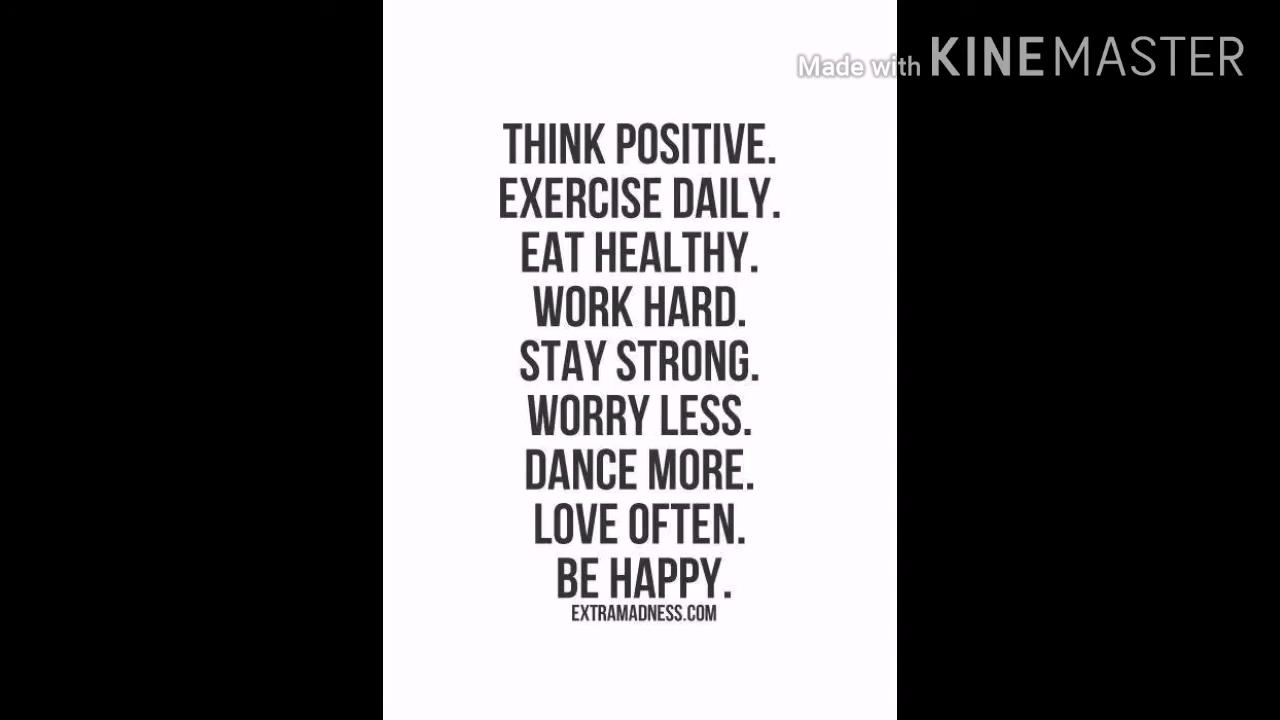 Made with KINEMASTER
THINK POSITIVE.
EXERCISE DAILY.
EAT HEALTHY.
WORK HARD.
STAY STRONG.
WORRY LESS.
DANCE MORE.
LOVE OFTEN.
BE HAPPY.
EXTRAMADNESS.COM